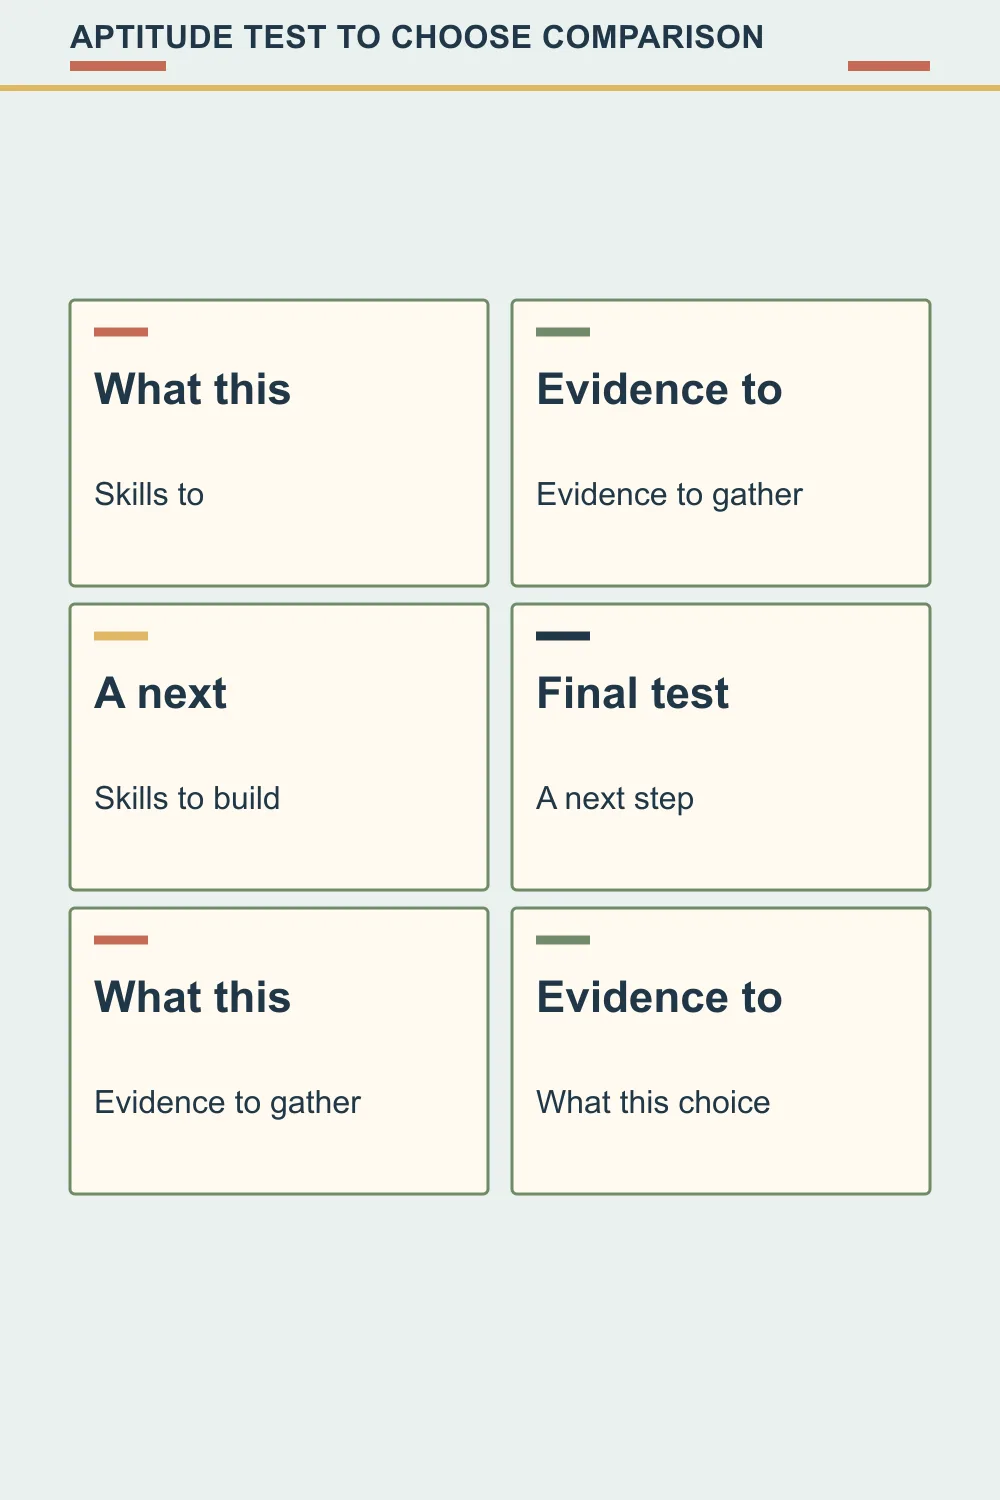 APTITUDE TEST TO CHOOSE COMPARISON
What this
Skills to
Evidence to
Evidence to gather
A next
Skills to build
Final test
A next step
What this
Evidence to gather
Evidence to
What this choice